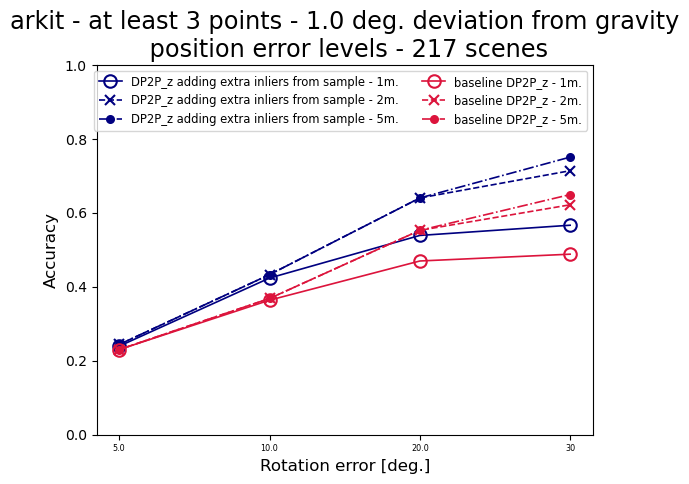 arkit - at least 3 points - 1.0 deg. deviation from gravity
position error levels - 217 scenes
DP2P_z adding extra inliers from sample - 1m.
DP2P_z adding extra inliers from sample - 2m.
DP2P_z adding extra inliers from sample - 5m.
baseline DP2P_z - 1m.
baseline DP2P_z - 2m.
baseline DP2P_z - 5m.
1.0
0.8
0.6
0.4
0.2
0.0
Accuracy
5.0
10.0
20.0
30
Rotation error [deg.]